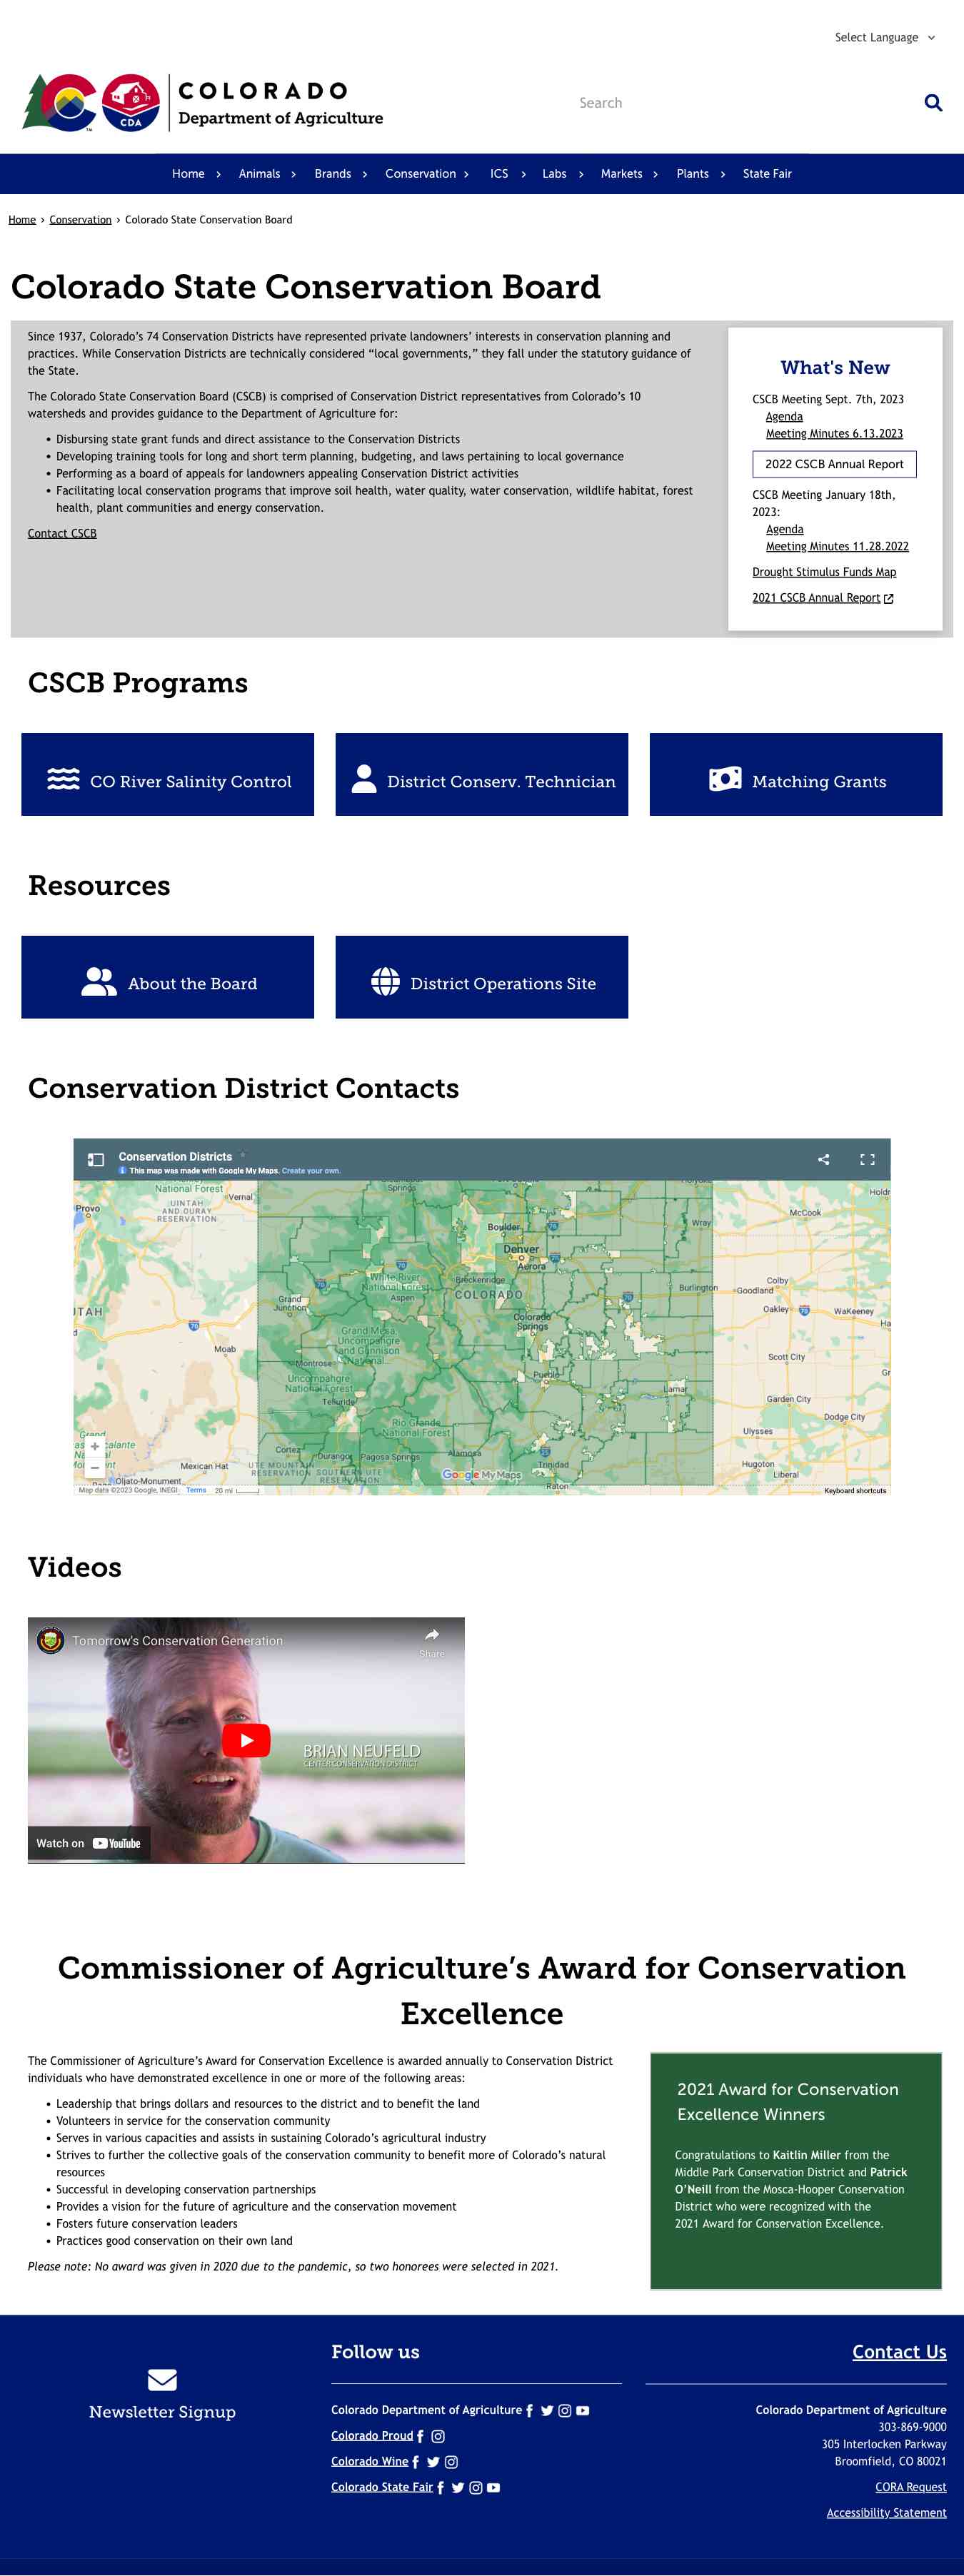 Select Language
COLORADO
Department of Agriculture
CDA
TM
Search
Home Animals Brands Conservation ICS Labs Markets Plants State Fair
Home › Conservation › Colorado State Conservation Board
Colorado State Conservation Board
Since 1937, Colorado’s 74 Conservation Districts have represented private landowners’ interests in conservation planning and
practices. While Conservation Districts are technically considered “local governments,” they fall under the statutory guidance of
the State.
The Colorado State Conservation Board (CSCB) is comprised of Conservation District representatives from Colorado’s 10
watersheds and provides guidance to the Department of Agriculture for:
• Disbursing state grant funds and direct assistance to the Conservation Districts
• Developing training tools for long and short term planning, budgeting, and laws pertaining to local governance
• Performing as a board of appeals for landowners appealing Conservation District activities
• Facilitating local conservation programs that improve soil health, water quality, water conservation, wildlife habitat, forest
health, plant communities and energy conservation.
Contact CSCB
What's New
CSCB Meeting Sept. 7th, 2023
Agenda
Meeting Minutes 6.13.2023
2022 CSCB Annual Report
CSCB Meeting January 18th,
2023:
Agenda
Meeting Minutes 11.28.2022
Drought Stimulus Funds Map
2021 CSCB Annual Report
CSCB Programs
CO River Salinity Control
District Conserv. Technician
Matching Grants
Resources
About the Board
District Operations Site
Conservation District Contacts
Conservation Districts
This map was made with Google My Maps. Create your own.
National Forest
Vernal
Springs
Holdr
Provo
UINTAH
AND OURAY
RESERVATION
Wray
McCook
Boulder
76
Denver
70
Aurora
White River
National Forest
Breckenridge
Aspen
COLORADO
Burlington
Colby
Goodland
Grand
Junction
70
Oakley
70
WaKeeney
UTAH
70
Colorado
Springs
Ha
Grand Mesa,
Uncompahgre
and Gunnison
National...
Moab
Montrose
Scott City
Uncompahgre
National Forest
Pueblo
Gr
Telluride
Lamar
Garden City
Rio Grande
National Forest
Dodge City
Ulysses
Grand
Escalante
National
Cortez
Durango
Pagosa Springs
Alamosa
25
Trinidad
Mexican Hat
UTE MOUNTAIN
RESERVATION
SOUTHERN UTE
RESERVATION
Hugoton
Liberal
Oljato-Monument
Raton
Google My Maps
Map data ©2023 Google, INEGI Terms 20 mi
Keyboard shortcuts
Videos
Tomorrow's Conservation Generation
Share
BRIAN NEUFELD
CENTER CONSERVATION DISTRICT
Watch on YouTube
Commissioner of Agriculture’s Award for Conservation
Excellence
The Commissioner of Agriculture’s Award for Conservation Excellence is awarded annually to Conservation District
individuals who have demonstrated excellence in one or more of the following areas:
• Leadership that brings dollars and resources to the district and to benefit the land
• Volunteers in service for the conservation community
• Serves in various capacities and assists in sustaining Colorado’s agricultural industry
• Strives to further the collective goals of the conservation community to benefit more of Colorado’s natural
resources
• Successful in developing conservation partnerships
• Provides a vision for the future of agriculture and the conservation movement
• Fosters future conservation leaders
• Practices good conservation on their own land
Please note: No award was given in 2020 due to the pandemic, so two honorees were selected in 2021.
2021 Award for Conservation
Excellence Winners
Congratulations to Kaitlin Miller from the
Middle Park Conservation District and Patrick
O’Neill from the Mosca-Hooper Conservation
District who were recognized with the
2021 Award for Conservation Excellence.
Newsletter Signup
Follow us
Colorado Department of Agriculture
Colorado Proud
Colorado Wine
Colorado State Fair
Contact Us
Colorado Department of Agriculture
303-869-9000
305 Interlocken Parkway
Broomfield, CO 80021
CORA Request
Accessibility Statement